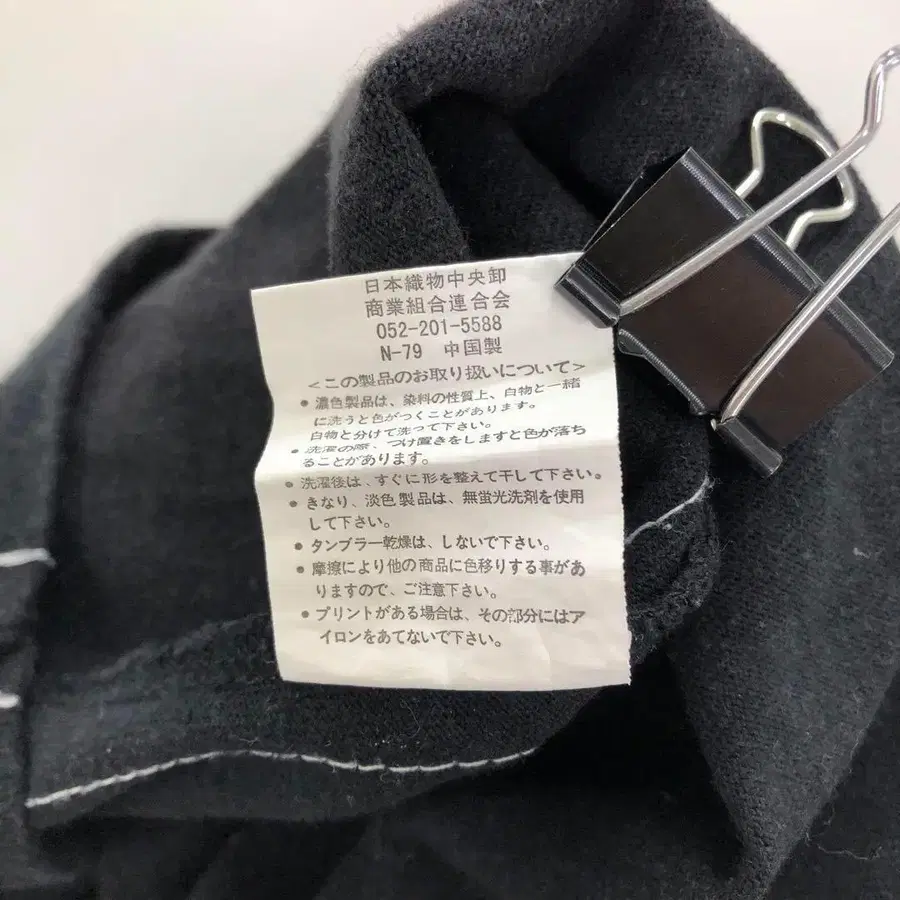 日本織物中央卸
商業組合連合会
052-201-5588
N-79 中国製
<この製品のお取り扱いについて>
● 濃色製品は、染料の性質上、白物と一緒
に洗うと色がつくことがあります。
白物と分けて洗って下さい。
● 洗濯の際、つけ置きをしますと色が落ち
ることがあります。
● 洗濯後は、すぐに形を整えて干して下さい。
● きなり、淡色製品は、無蛍光洗剤を使用
して下さい。
● タンブラー乾燥は、しないで下さい。
● 摩擦により他の商品に色移りする事があ
りますので、ご注意下さい。
● プリントがある場合は、その部分にはア
イロンをあてないで下さい。